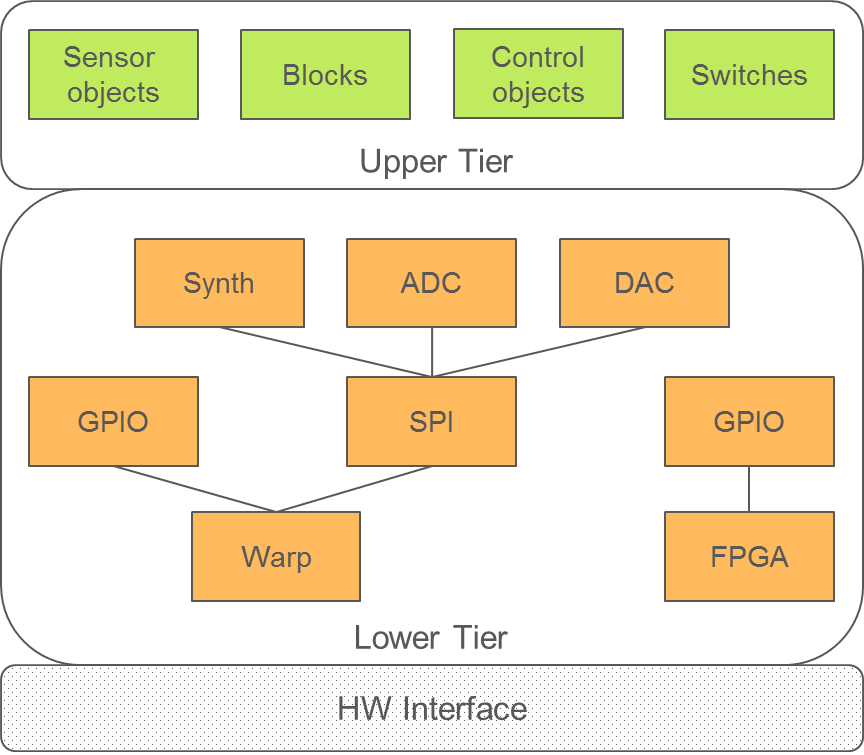 Sensor
objects
Blocks
Control
objects
Switches
Upper Tier
Synth
ADC
DAC
GPIO
SPI
GPIO
Warp
FPGA
Lower Tier
HW Interface